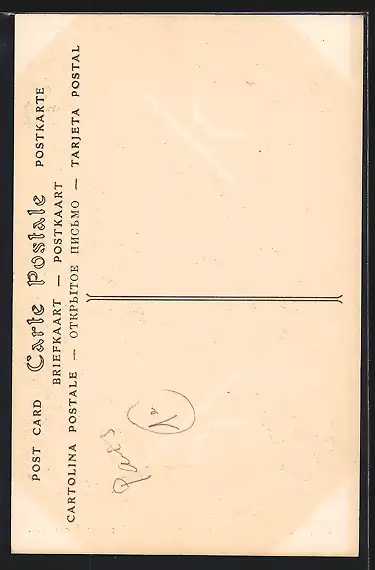 POST CARD Carte Postale POSTKARTE
BRIEFKAART — POSTKAART
CARTOLINA POSTALE — ОТКРЫТОЕ ПИСЬМО — TARJETA POSTAL